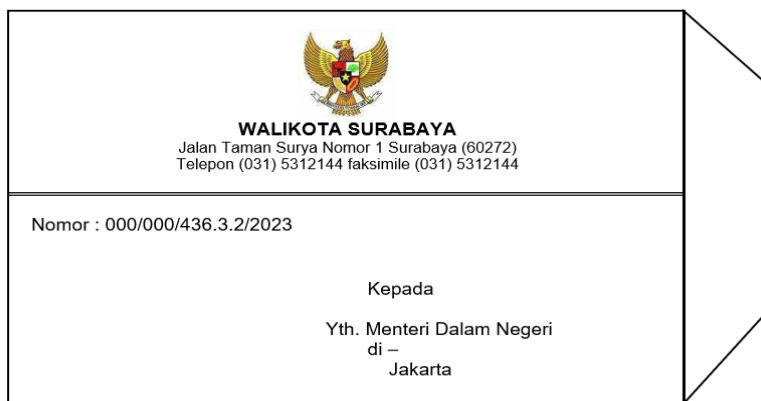 WALIKOTA SURABAYA
Jalan Taman Surya Nomor 1 Surabaya (60272)
Telepon (031) 5312144 faksimile (031) 5312144
Nomor : 000/000/436.3.2/2023
Kepada
Yth. Menteri Dalam Negeri
di –
Jakarta